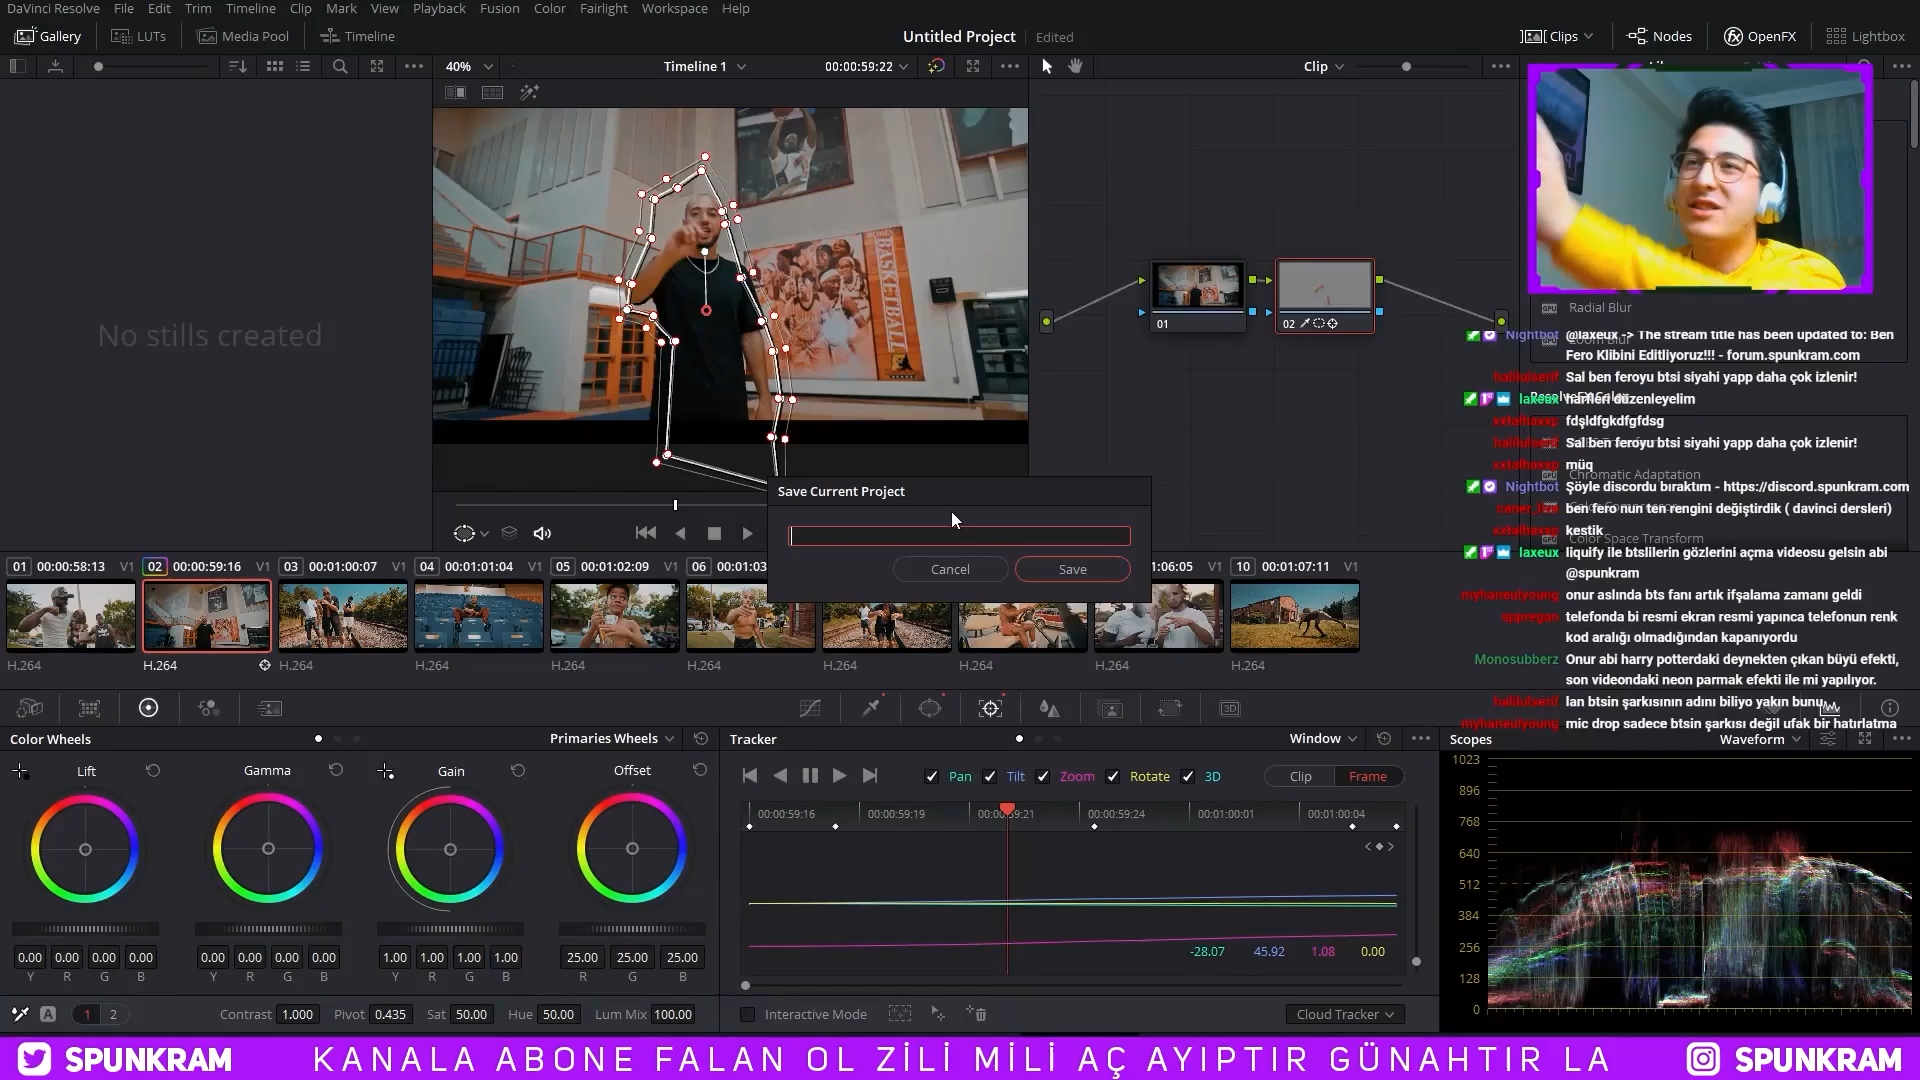 DaVinci Resolve File Edit Trim Timeline Clip Mark View Playback Fusion Color Fairlight Workspace Help
Gallery LUTs Media Pool Timeline
Untitled Project Edited
Clips Nodes OpenFX Lightbox
40% Timeline 1 00:00:59:22 Clip
No stills created
BASKETBALL
01
02
Save Current Project
Cancel Save
Radial Blur
Nightbot @laxeux -> The stream title has been updated to: Ben
Fero Klibini Editliyoruz!!! - forum.spunkram.com
halilulserif Sal ben feroyu btsi siyahi yapp daha çok izlenir!
laxeux harfleri düzenleyelim
xxtalhaxxp fdşldfgkdfgfdsg
halilulserif Sal ben feroyu btsi siyahi yapp daha çok izlenir!
xxtalhaxxp müq
Chromatic Adaptation
Nightbot Şöyle discordu bıraktım - https://discord.spunkram.com
ben fero nun ten rengini değiştirdik ( davinci dersleri)
xxtalhaxxp kestik
Color Space Transform
laxeux liquify ile btslilerin gözlerini açma videosu gelsin abi
@spunkram
myhaneulyoung onur aslında bts fanı artık ifşalama zamanı geldi
sppregan telefonda bi resmi ekran resmi yapınca telefonun renk
kod aralığı olmadığından kapanıyordu
Monosubberz Onur abi harry potterdaki deynekten çıkan büyü efekti,
son videondaki neon parmak efekti ile mi yapılıyor.
halilulserif lan btsin şarkısının adını biliyo yakın bunu
myhaneulyoung mic drop sadece btsin şarkısı değil ufak bir hatırlatma
01 00:00:58:13 V1 02 00:00:59:16 V1 03 00:01:00:07 V1 04 00:01:01:04 V1 05 00:01:02:09 V1 06 00:01:03 1:06:05 V1 10 00:01:07:11 V1
H.264 H.264 H.264 H.264 H.264 H.264 H.264 H.264 H.264 H.264
3D
Color Wheels Primaries Wheels
Lift Gamma Gain Offset
0.00 0.00 0.00 0.00 0.00 0.00 0.00 0.00 1.00 1.00 1.00 1.00 25.00 25.00 25.00
Y R G B Y R G B Y R G B R G B
A 1 2 Contrast 1.000 Pivot 0.435 Sat 50.00 Hue 50.00 Lum Mix 100.00
Tracker Window
Pan Tilt Zoom Rotate 3D Clip Frame
00:00:59:16 00:00:59:19 00:00:59:21 00:00:59:24 00:01:00:01 00:01:00:04
-28.07 45.92 1.08 0.00
Interactive Mode Cloud Tracker
Scopes Waveform
1023
896
768
640
512
384
256
128
0
SPUNKRAM KANALA ABONE FALAN OL ZİLİ MİLİ AÇ AYIPTIR GÜNAHTIR LA SPUNKRAM